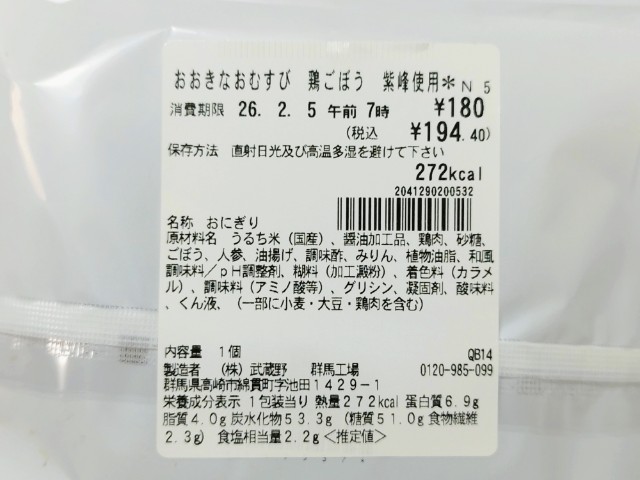 おおきなおむすび 鶏ごぼう 紫峰使用* N 5
消費期限 26. 2. 5 午前 7時 ¥180
(税込 ¥194.40)
保存方法 直射日光及び高温多湿を避けて下さい
272kcal
2041290200532
名称 おにぎり
原材料名 うるち米(国産)、醤油加工品、鶏肉、砂糖、
ごぼう、人参、油揚げ、調味酢、みりん、植物油脂、和風
調味料/pH調整剤、糊料(加工澱粉)、着色料(カラメ
ル)、調味料(アミノ酸等)、グリシン、凝固剤、酸味料
、くん液、(一部に小麦・大豆・鶏肉を含む)
内容量 1個 QB14
製造者 (株)武蔵野 群馬工場 0120-985-099
群馬県高崎市綿貫町字池田1429-1
栄養成分表示 1包装当り 熱量272kcal 蛋白質6.9g
脂質4.0g 炭水化物53.3g (糖質51.0g 食物繊維
2.3g) 食塩相当量2.2g<推定値>